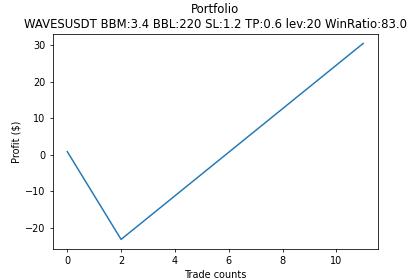 Portfolio
WAVESUSDT BBM:3.4 BBL:220 SL:1.2 TP:0.6 lev:20 WinRatio:83.0
30
20
10
0
−10
−20
Profit ($)
0 2 4 6 8 10
Trade counts